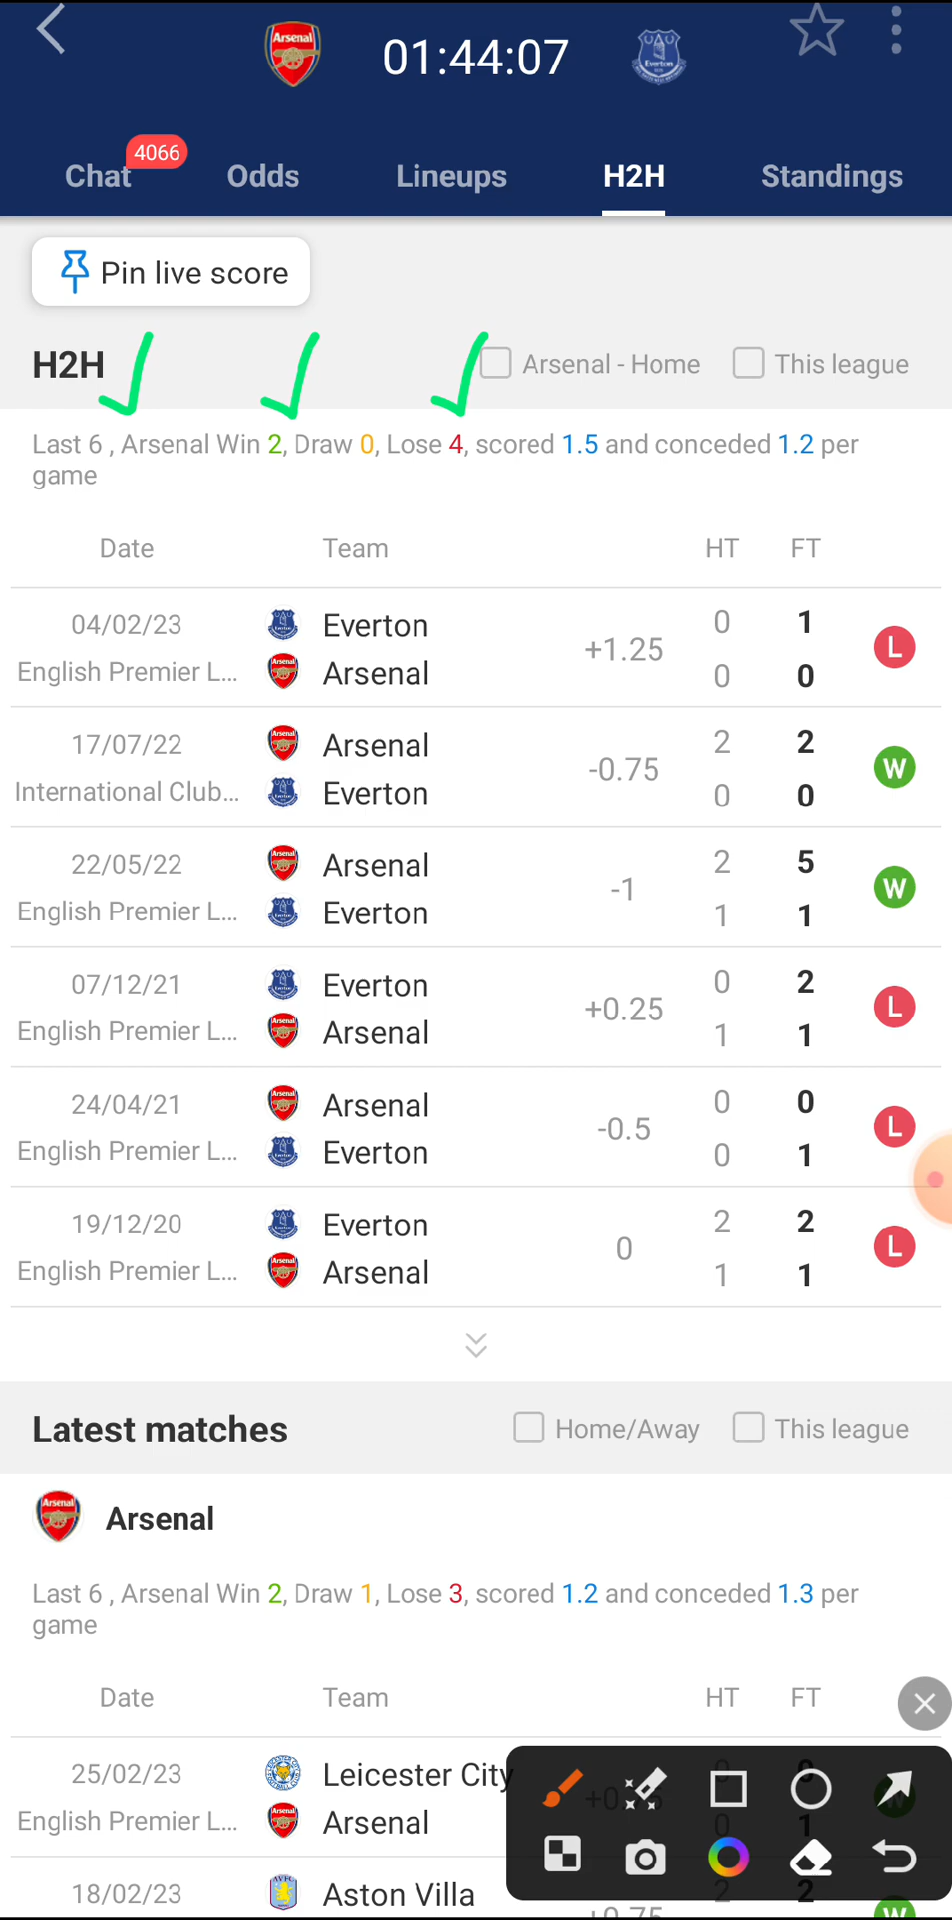 01:44:07
Chat 4066 Odds Lineups H2H Standings
Pin live score
H2H Arsenal - Home This league
Last 6 , Arsenal Win 2, Draw 0, Lose 4, scored 1.5 and conceded 1.2 per
game
Date Team HT FT
04/02/23 Everton 0 1
+1.25 L
English Premier L... Arsenal 0 0
17/07/22 Arsenal 2 2
-0.75 W
International Club... Everton 0 0
22/05/22 Arsenal 2 5
-1 W
English Premier L... Everton 1 1
07/12/21 Everton 0 2
+0.25 L
English Premier L... Arsenal 1 1
24/04/21 Arsenal 0 0
-0.5 L
English Premier L... Everton 0 1
19/12/20 Everton 2 2
0 L
English Premier L... Arsenal 1 1
Latest matches Home/Away This league
Arsenal
Last 6 , Arsenal Win 2, Draw 1, Lose 3, scored 1.2 and conceded 1.3 per
game
Date Team HT FT
25/02/23 Leicester City 0
English Premier L... Arsenal 0 1
18/02/23 Aston Villa 2 2
+0.75 W